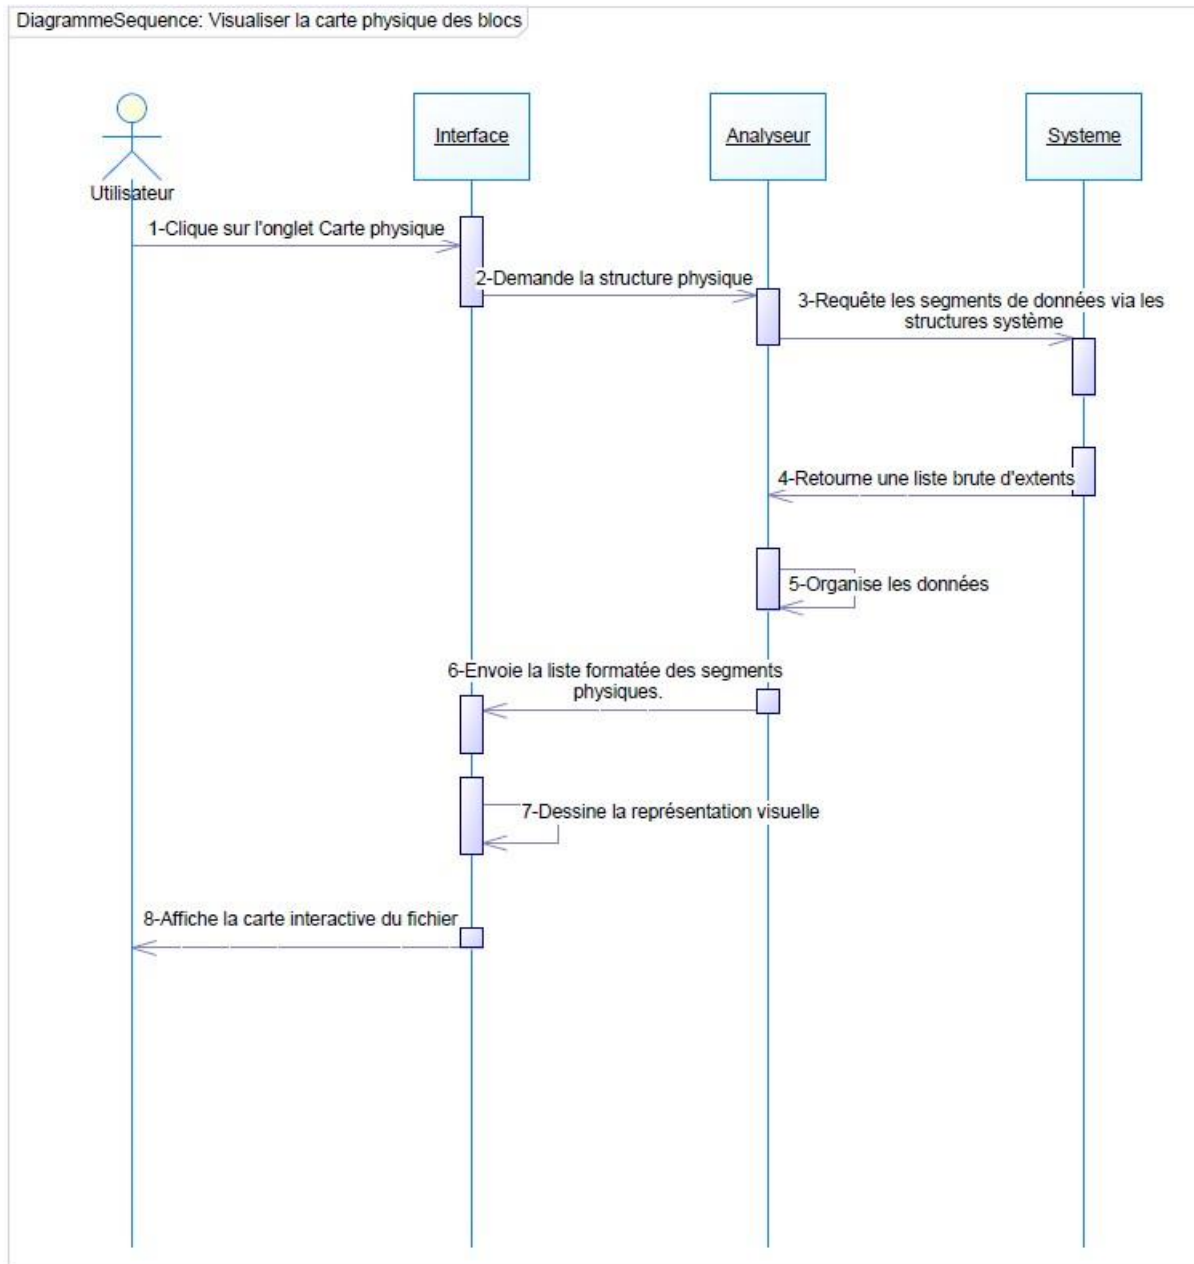 DiagrammeSequence: Visualiser la carte physique des blocs
Interface
Analyseur
Systeme
Utilisateur
1-Clique sur l'onglet Carte physique
2-Demande la structure physique
3-Requête les segments de données via les
structures système
4-Retourne une liste brute d'extents
5-Organise les données
6-Envoie la liste formatée des segments
physiques.
7-Dessine la représentation visuelle
8-Affiche la carte interactive du fichier